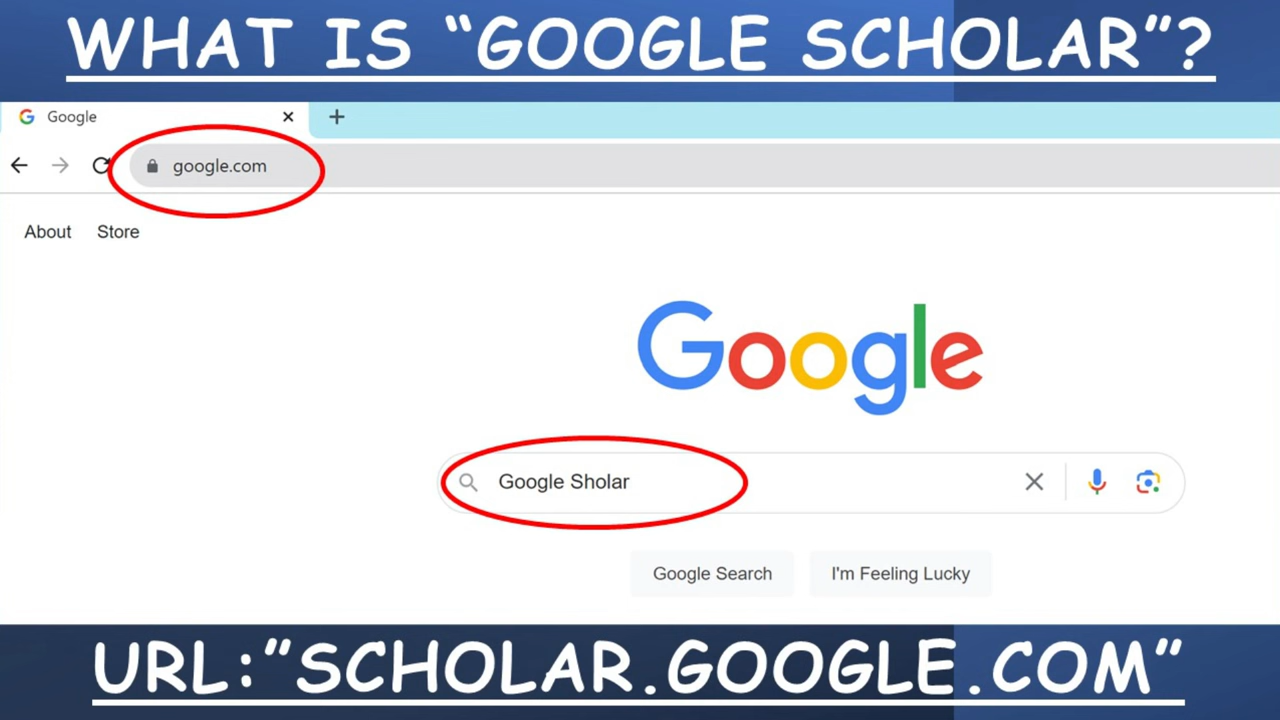 WHAT IS “GOOGLE SCHOLAR”?
Google
google.com
About Store
Google
Google Sholar
Google Search I'm Feeling Lucky
URL:”SCHOLAR.GOOGLE.COM”